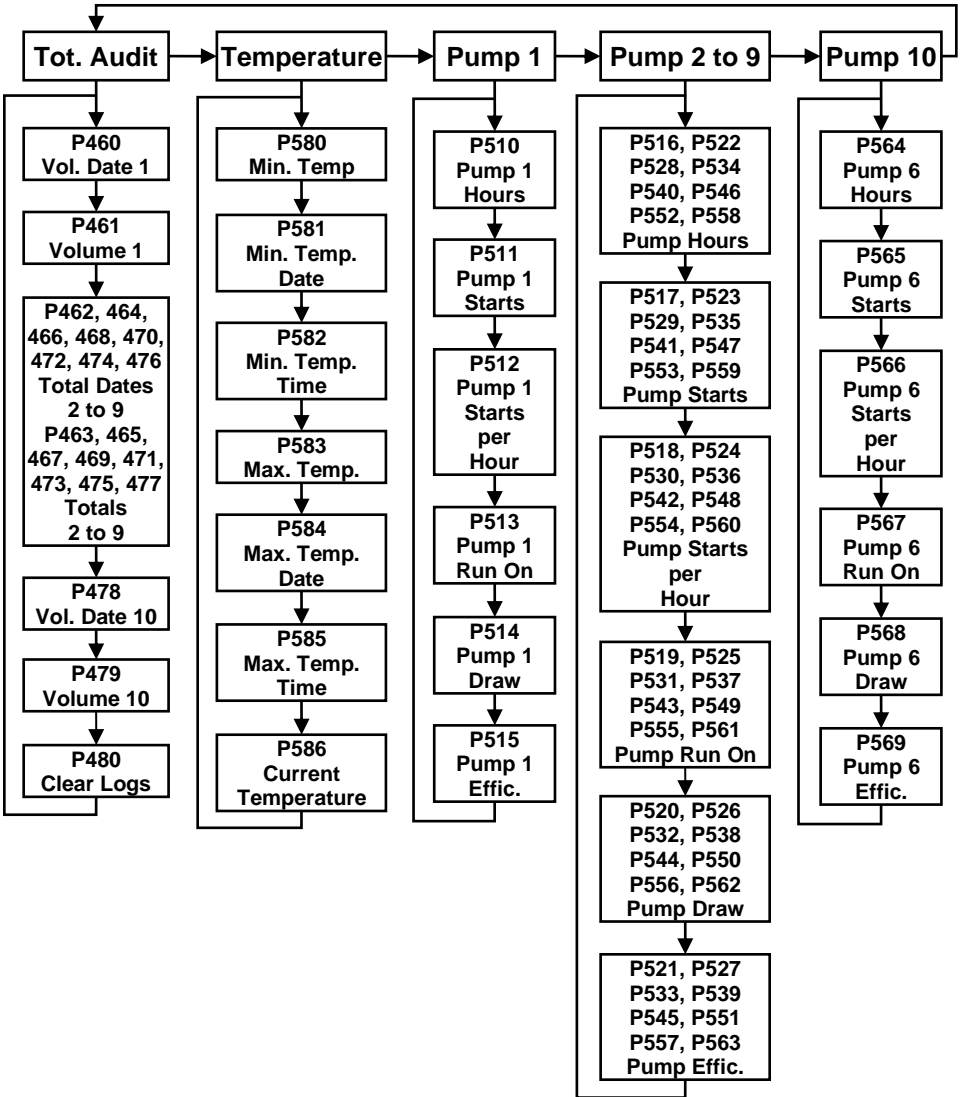 Tot. Audit
Temperature
Pump 1
Pump 2 to 9
Pump 10
P460
Vol. Date 1
P461
Volume 1
P462, 464,
466, 468, 470,
472, 474, 476
Total Dates
2 to 9
P463, 465,
467, 469, 471,
473, 475, 477
Totals
2 to 9
P478
Vol. Date 10
P479
Volume 10
P480
Clear Logs
P580
Min. Temp
P581
Min. Temp.
Date
P582
Min. Temp.
Time
P583
Max. Temp.
P584
Max. Temp.
Date
P585
Max. Temp.
Time
P586
Current
Temperature
P510
Pump 1
Hours
P511
Pump 1
Starts
P512
Pump 1
Starts
per
Hour
P513
Pump 1
Run On
P514
Pump 1
Draw
P515
Pump 1
Effic.
P516, P522
P528, P534
P540, P546
P552, P558
Pump Hours
P517, P523
P529, P535
P541, P547
P553, P559
Pump Starts
P518, P524
P530, P536
P542, P548
P554, P560
Pump Starts
per
Hour
P519, P525
P531, P537
P543, P549
P555, P561
Pump Run On
P520, P526
P532, P538
P544, P550
P556, P562
Pump Draw
P521, P527
P533, P539
P545, P551
P557, P563
Pump Effic.
P564
Pump 6
Hours
P565
Pump 6
Starts
P566
Pump 6
Starts
per
Hour
P567
Pump 6
Run On
P568
Pump 6
Draw
P569
Pump 6
Effic.